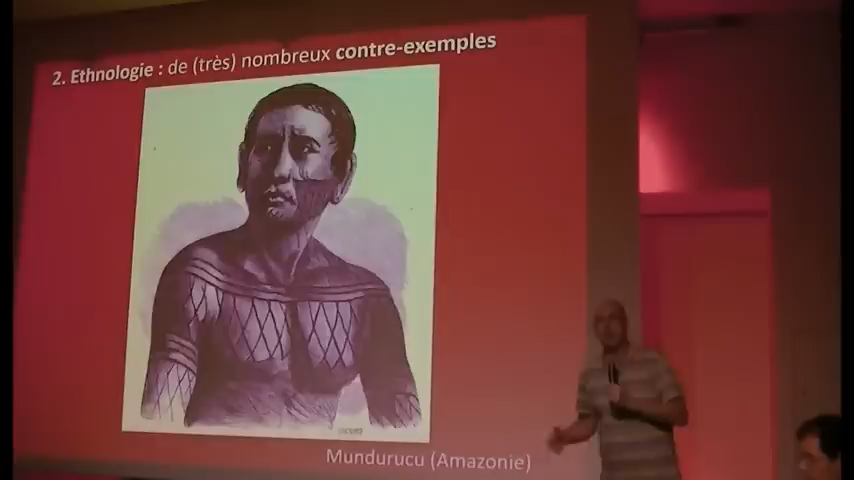 2. Ethnologie : de (très) nombreux contre-exemples
Mundurucu (Amazonie)